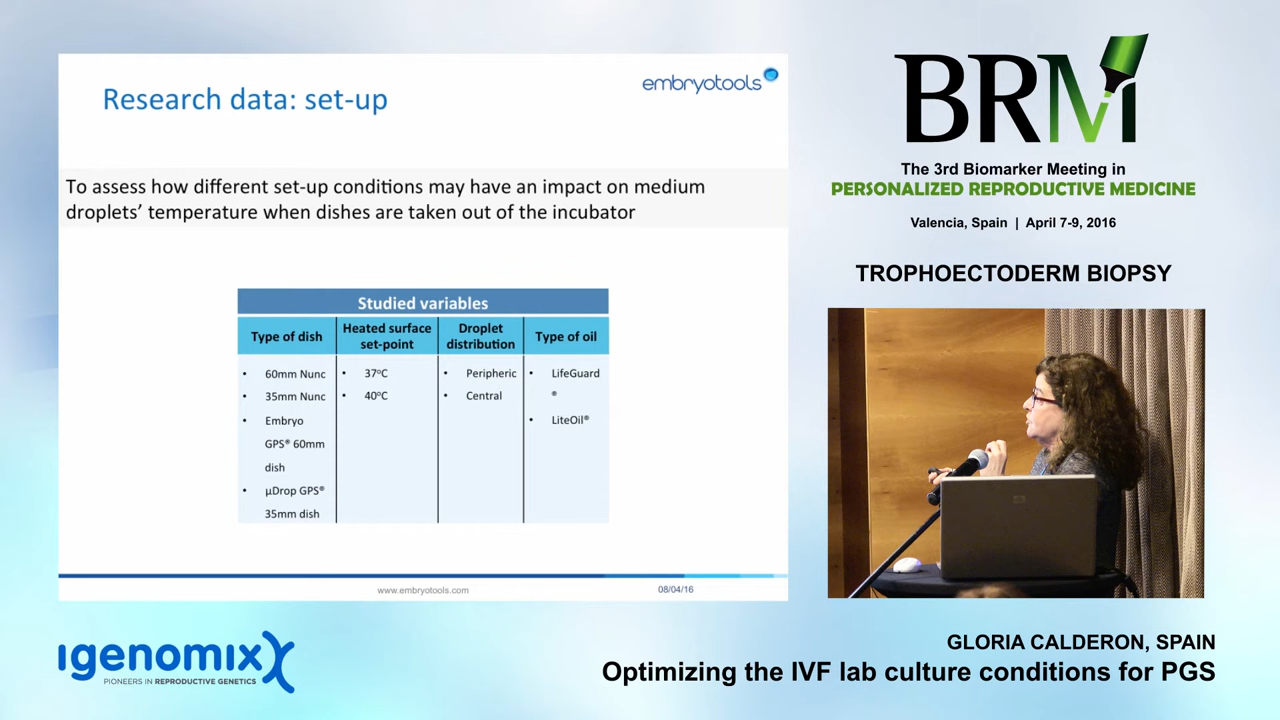 Research data: set-up
embryotools
To assess how different set-up conditions may have an impact on medium
droplets’ temperature when dishes are taken out of the incubator
Studied variables
Type of dish
Heated surface
set-point
Droplet
distribution
Type of oil
• 60mm Nunc
• 35mm Nunc
• Embryo
GPS® 60mm
dish
• µDrop GPS®
35mm dish
• 37ºC
• 40ºC
• Peripheric
• Central
• LifeGuard
®
• LiteOil®
www.embryotools.com
08/04/16
BRM
The 3rd Biomarker Meeting in
PERSONALIZED REPRODUCTIVE MEDICINE
Valencia, Spain | April 7-9, 2016
TROPHOECTODERM BIOPSY
igenomix
PIONEERS IN REPRODUCTIVE GENETICS
GLORIA CALDERON, SPAIN
Optimizing the IVF lab culture conditions for PGS